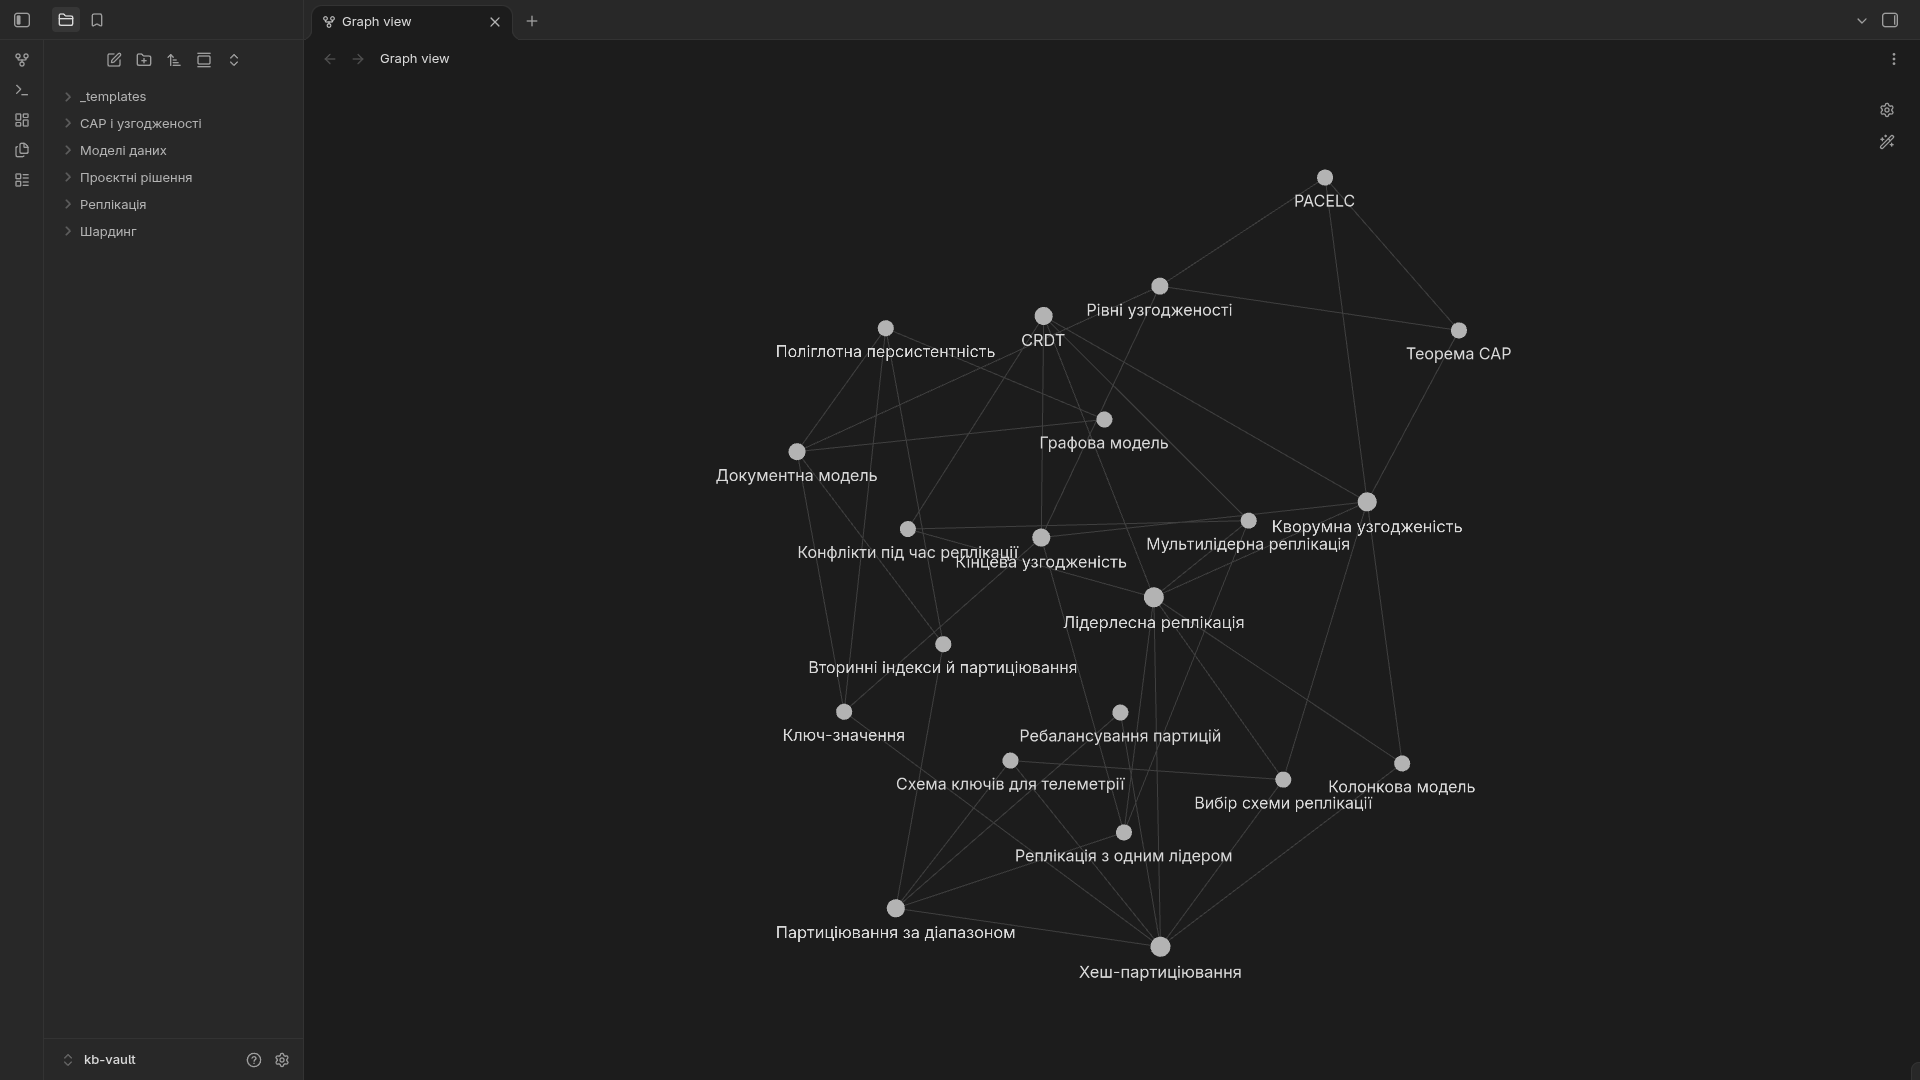 Graph view
Graph view
_templates
CAP і узгодженості
Моделі даних
Проєктні рішення
Реплікація
Шардинг
PACELC
Рівні узгодженості
CRDT
Поліглотна персистентність
Теорема CAP
Графова модель
Документна модель
Кворумна узгодженість
Мультилідерна реплікація
Конфлікти під час реплікації
Кінцева узгодженість
Лідерлесна реплікація
Вторинні індекси й партиціювання
Ключ-значення
Ребалансування партицій
Схема ключів для телеметрії
Колонкова модель
Вибір схеми реплікації
Реплікація з одним лідером
Партиціювання за діапазоном
Хеш-партиціювання
kb-vault